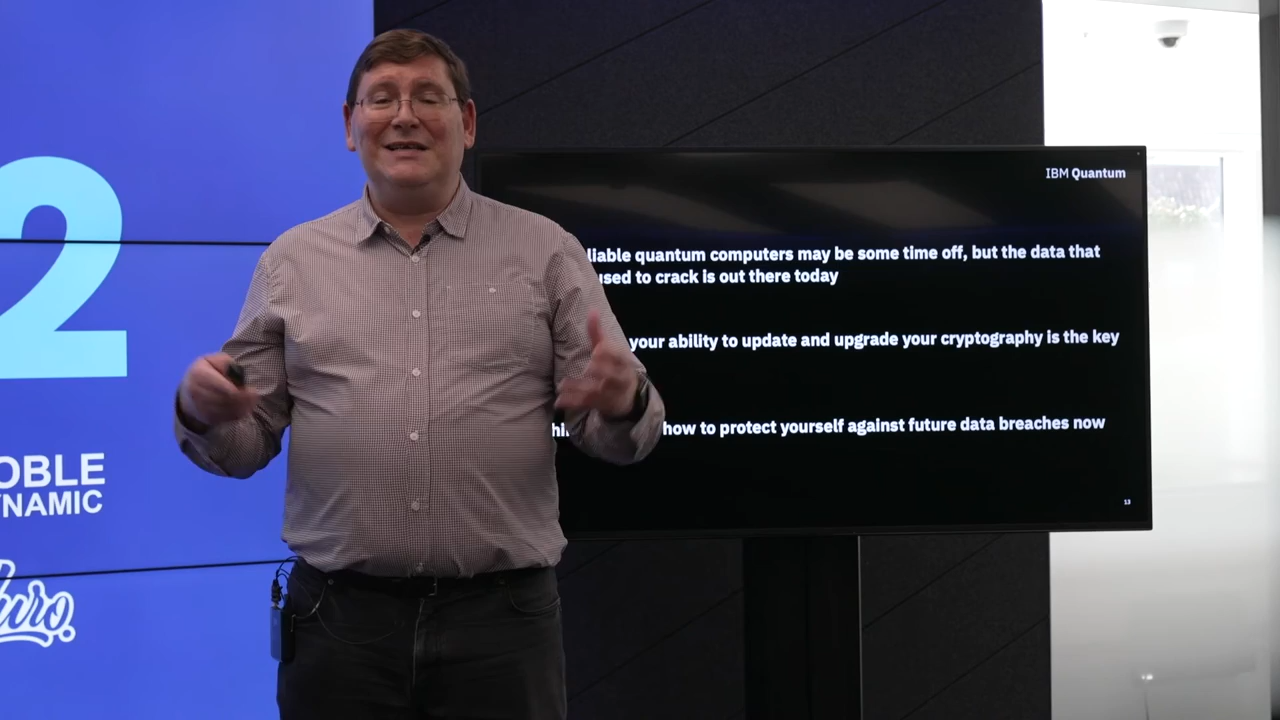 2
OBLE
YNAMIC
IBM Quantum
liable quantum computers may be some time off, but the data that
used to crack is out there today
your ability to update and upgrade your cryptography is the key
how to protect yourself against future data breaches now
13